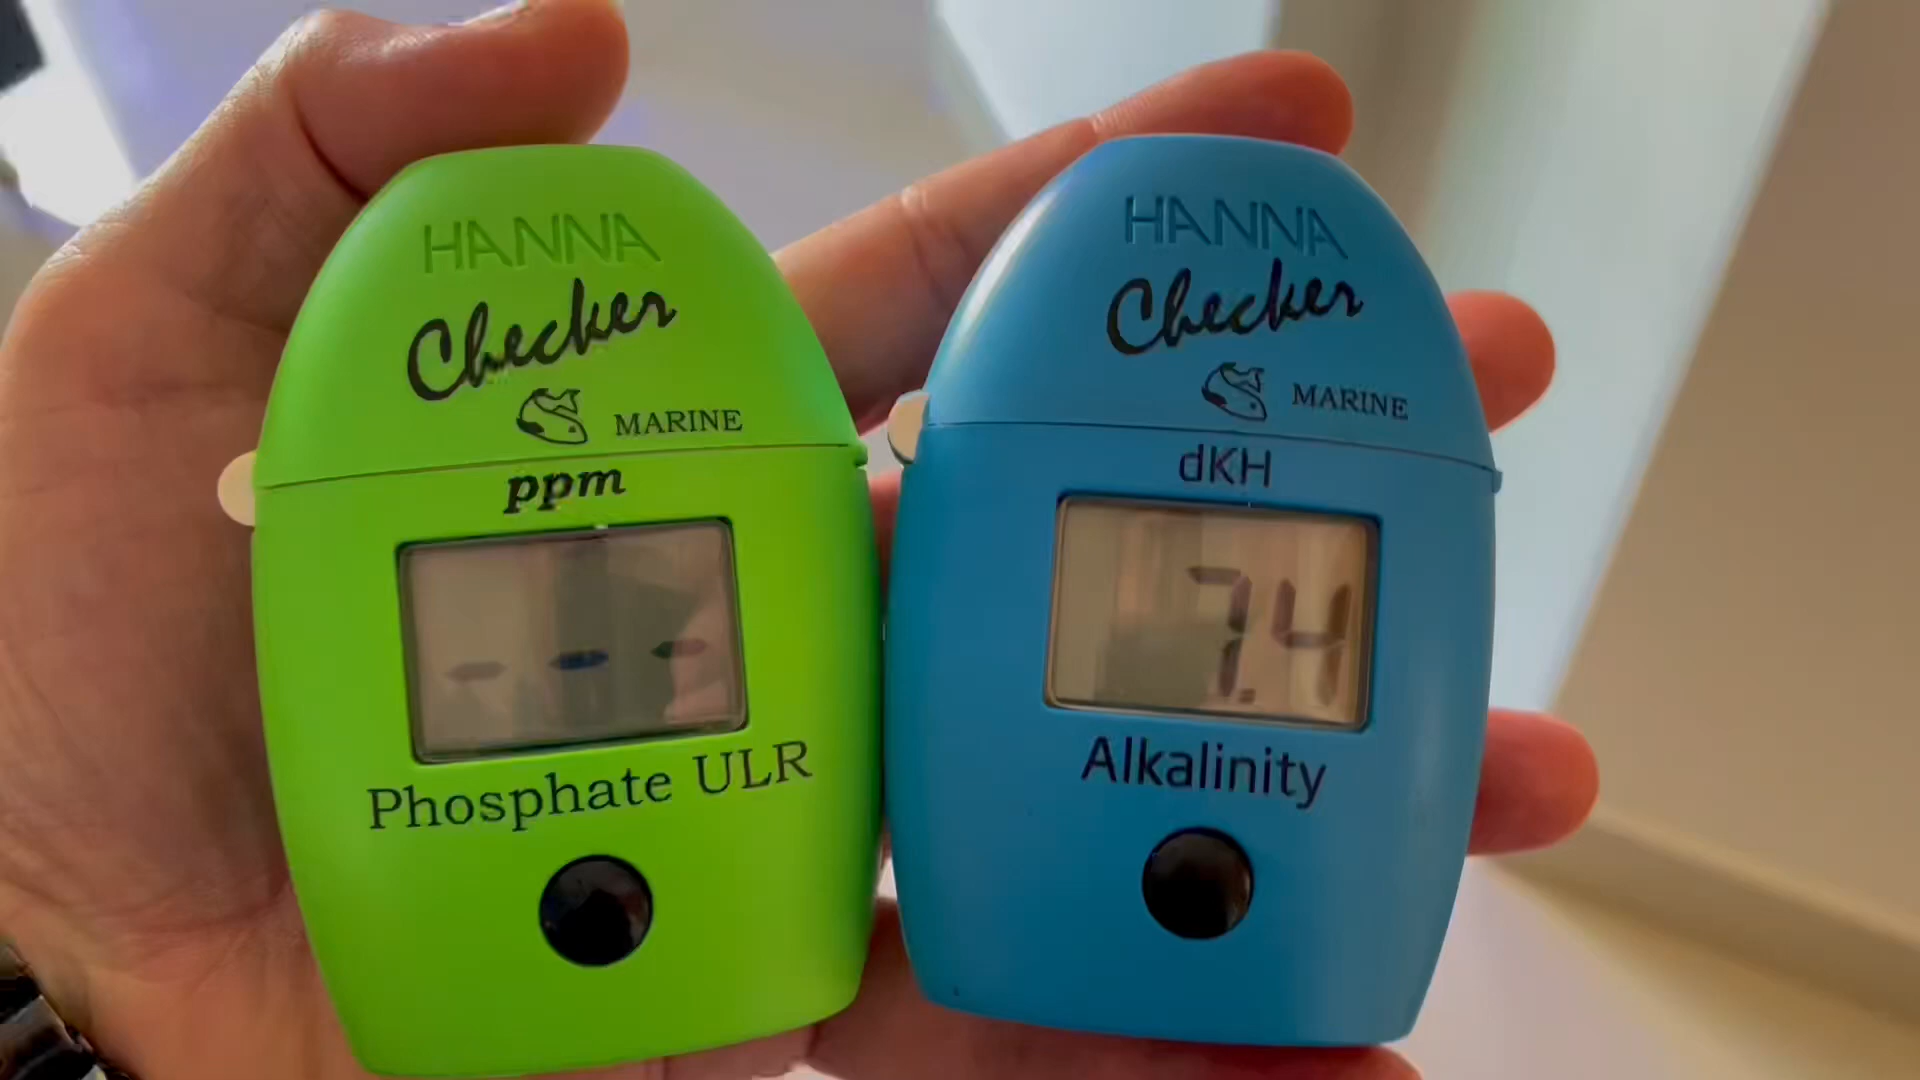 HANNA
Checker
MARINE
ppm
- - -
Phosphate ULR
HANNA
Checker
MARINE
dKH
7.4
Alkalinity